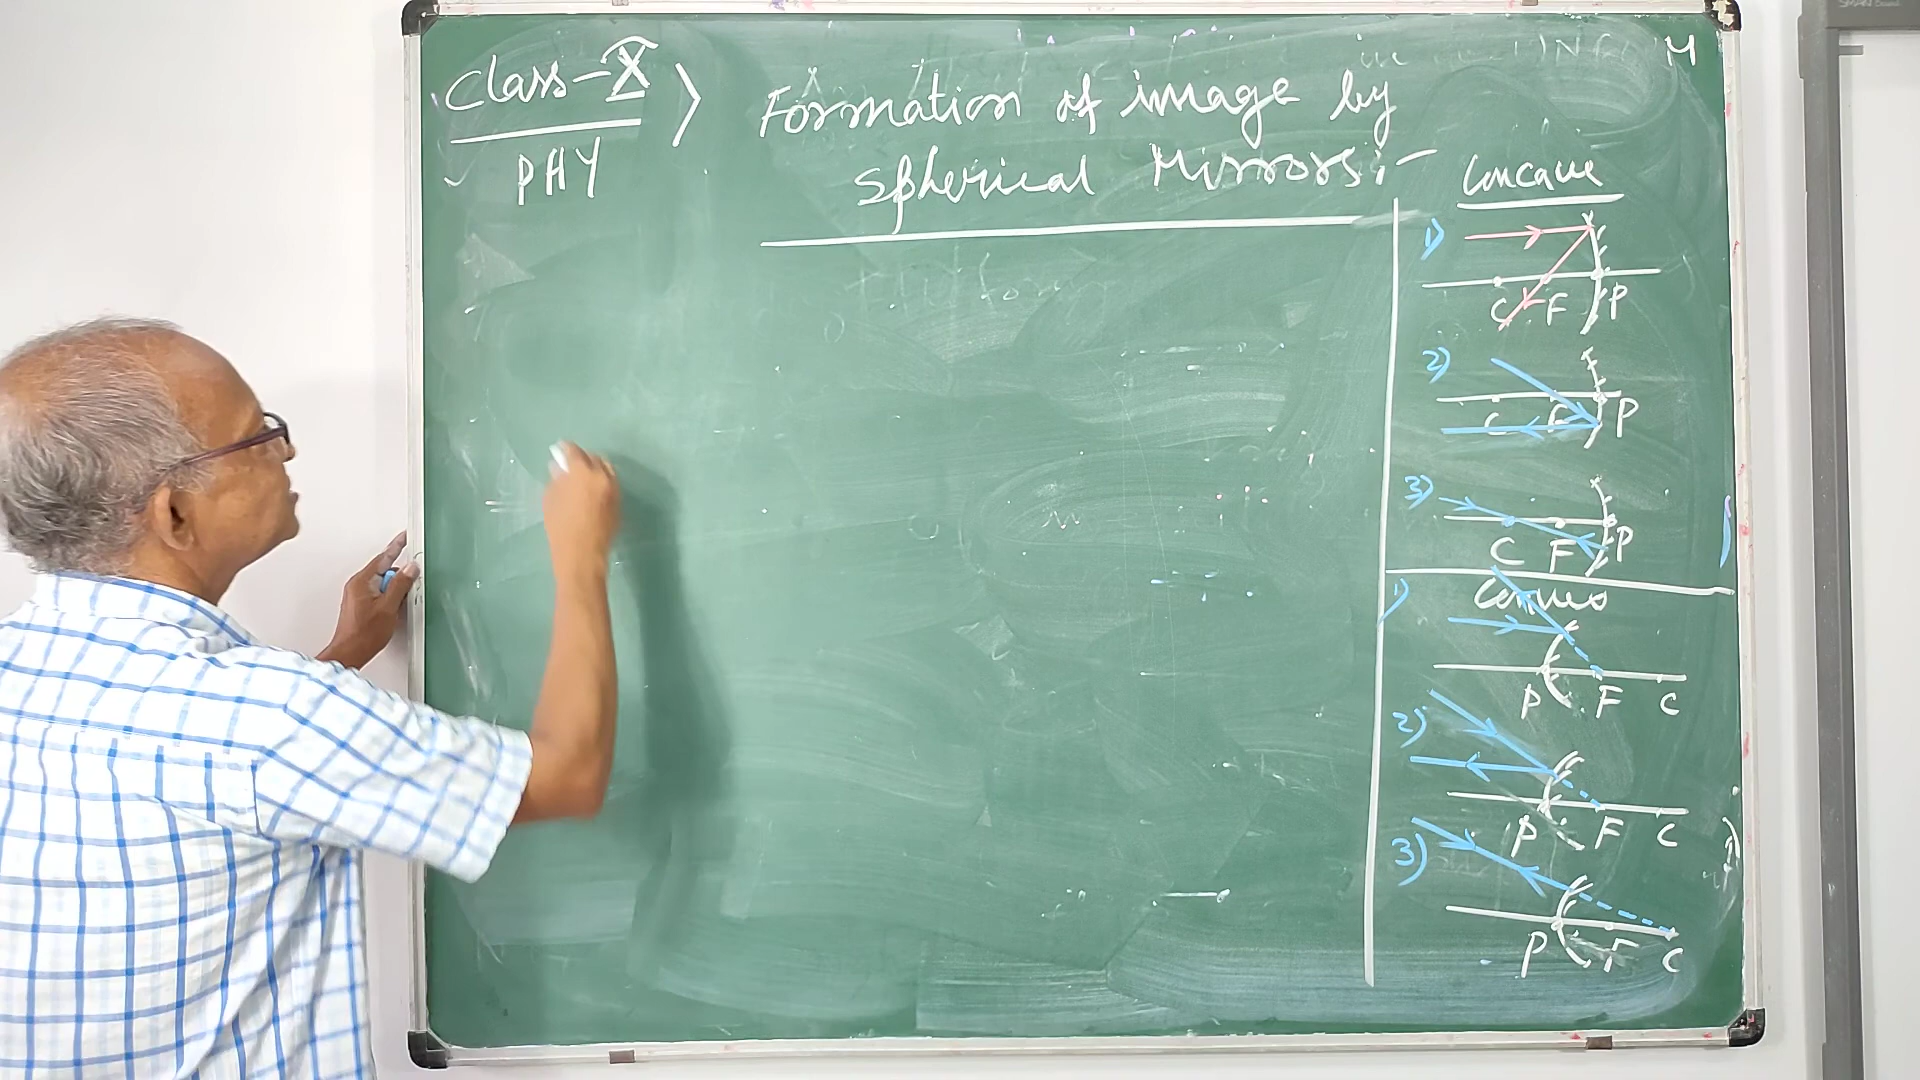 Class-X
PHY
Formation of image by
Spherical Mirrors:-
Concave
1)
C F P
2)
C F P
3)
C F P
Convex
1)
P F C
2)
P F C
3)
P F C